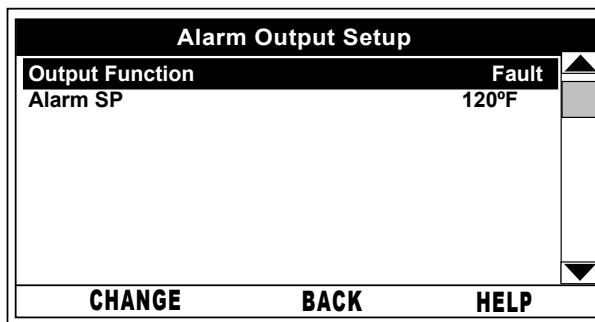 Alarm Output Setup
Output Function Fault
Alarm SP 120ºF
CHANGE BACK HELP